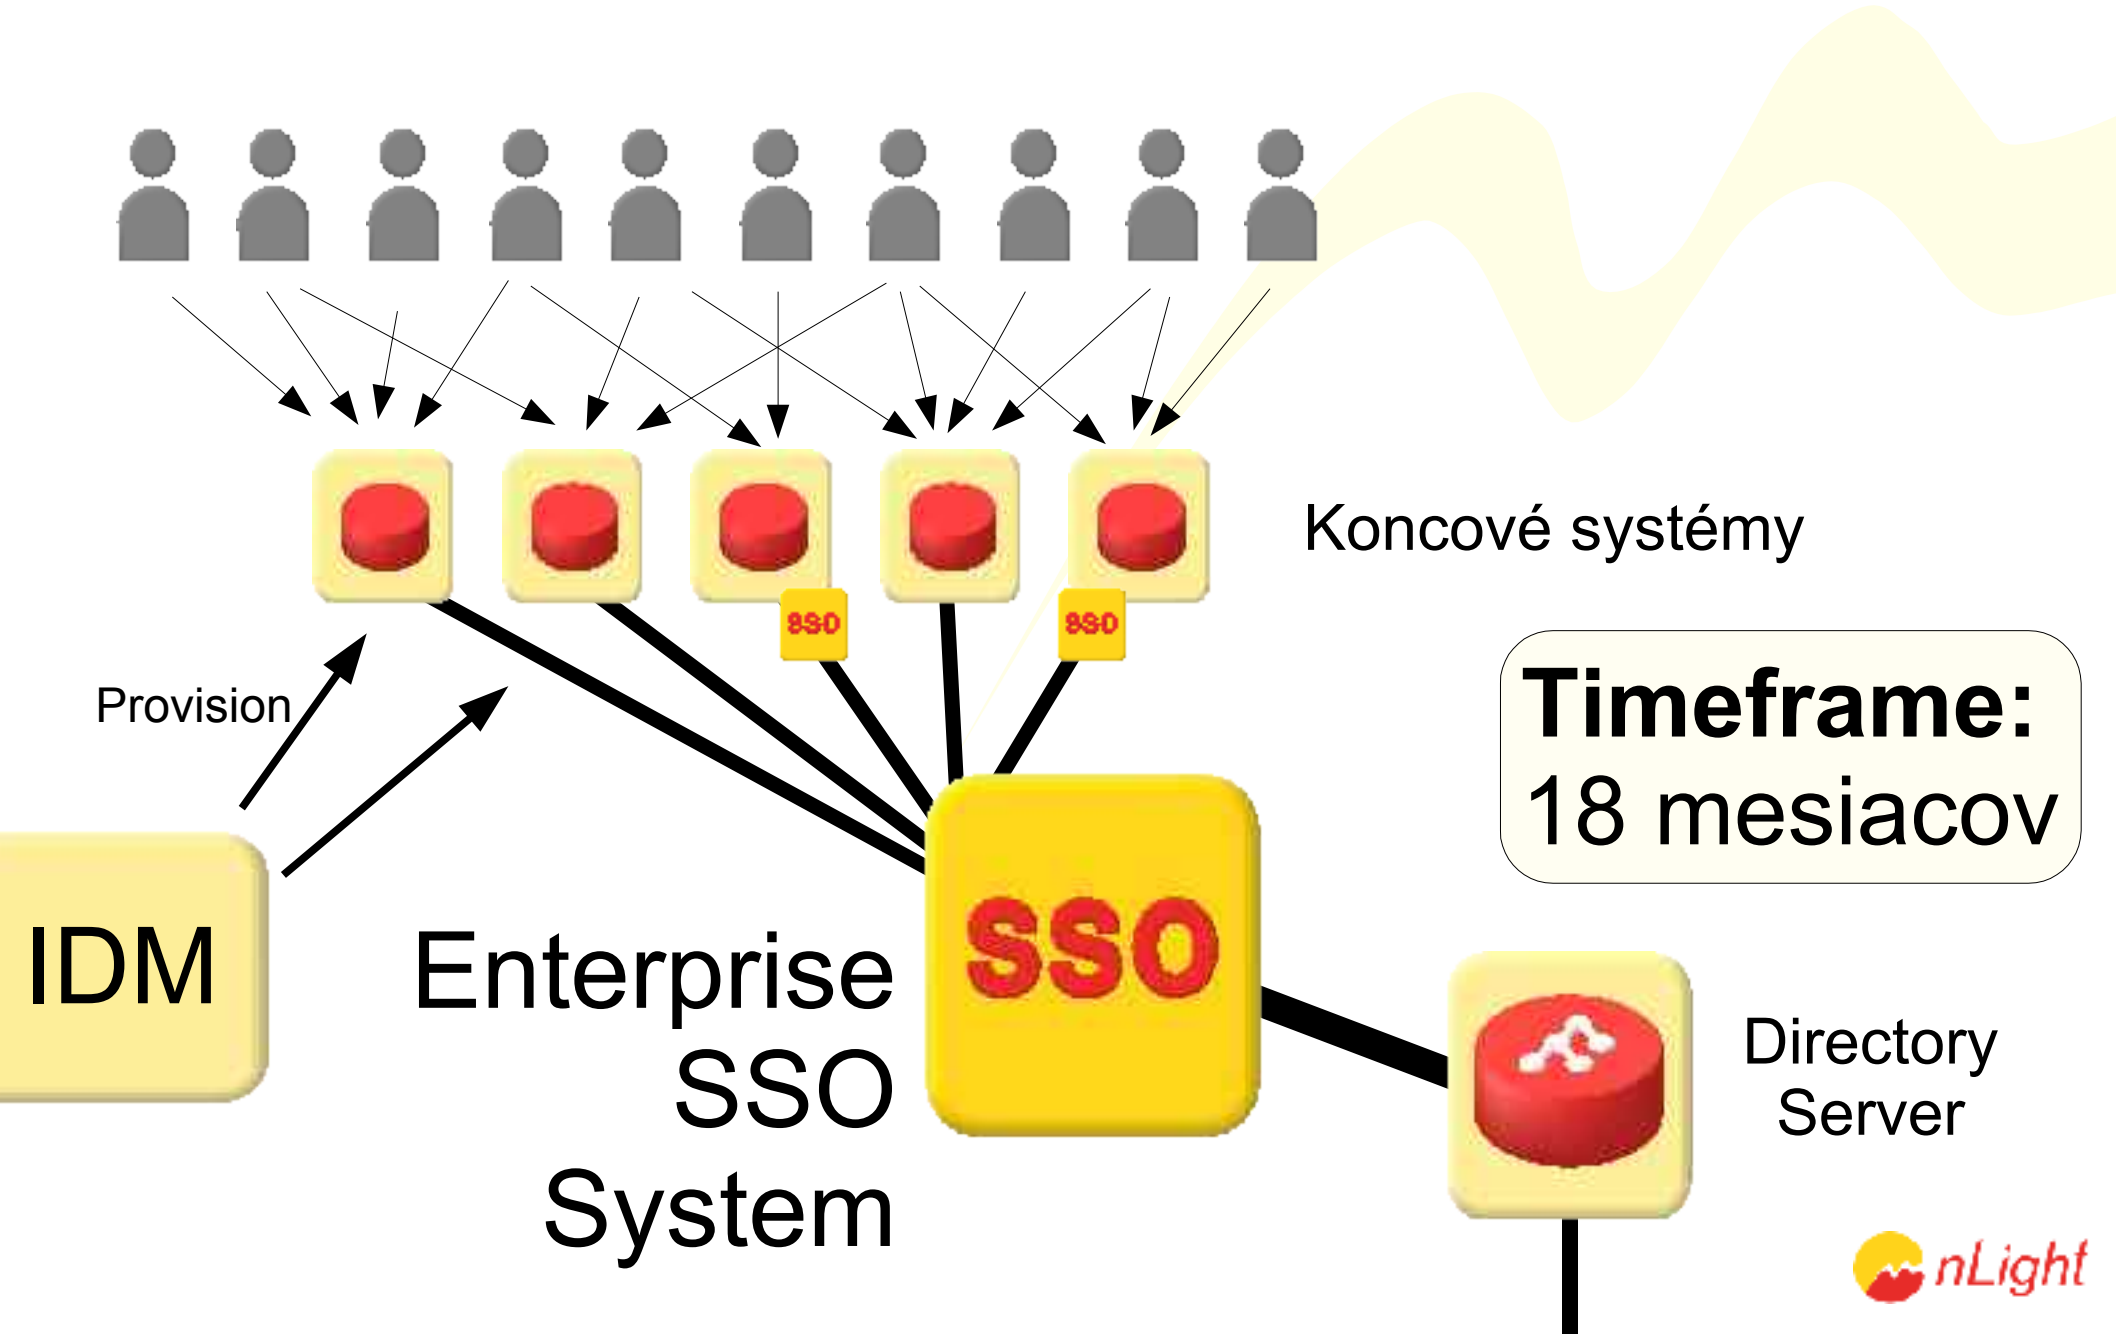 Koncové systémy
SSO
SSO
Provision
Timeframe:
18 mesiacov
IDM
Enterprise
SSO
System
SSO
Directory
Server
nLight